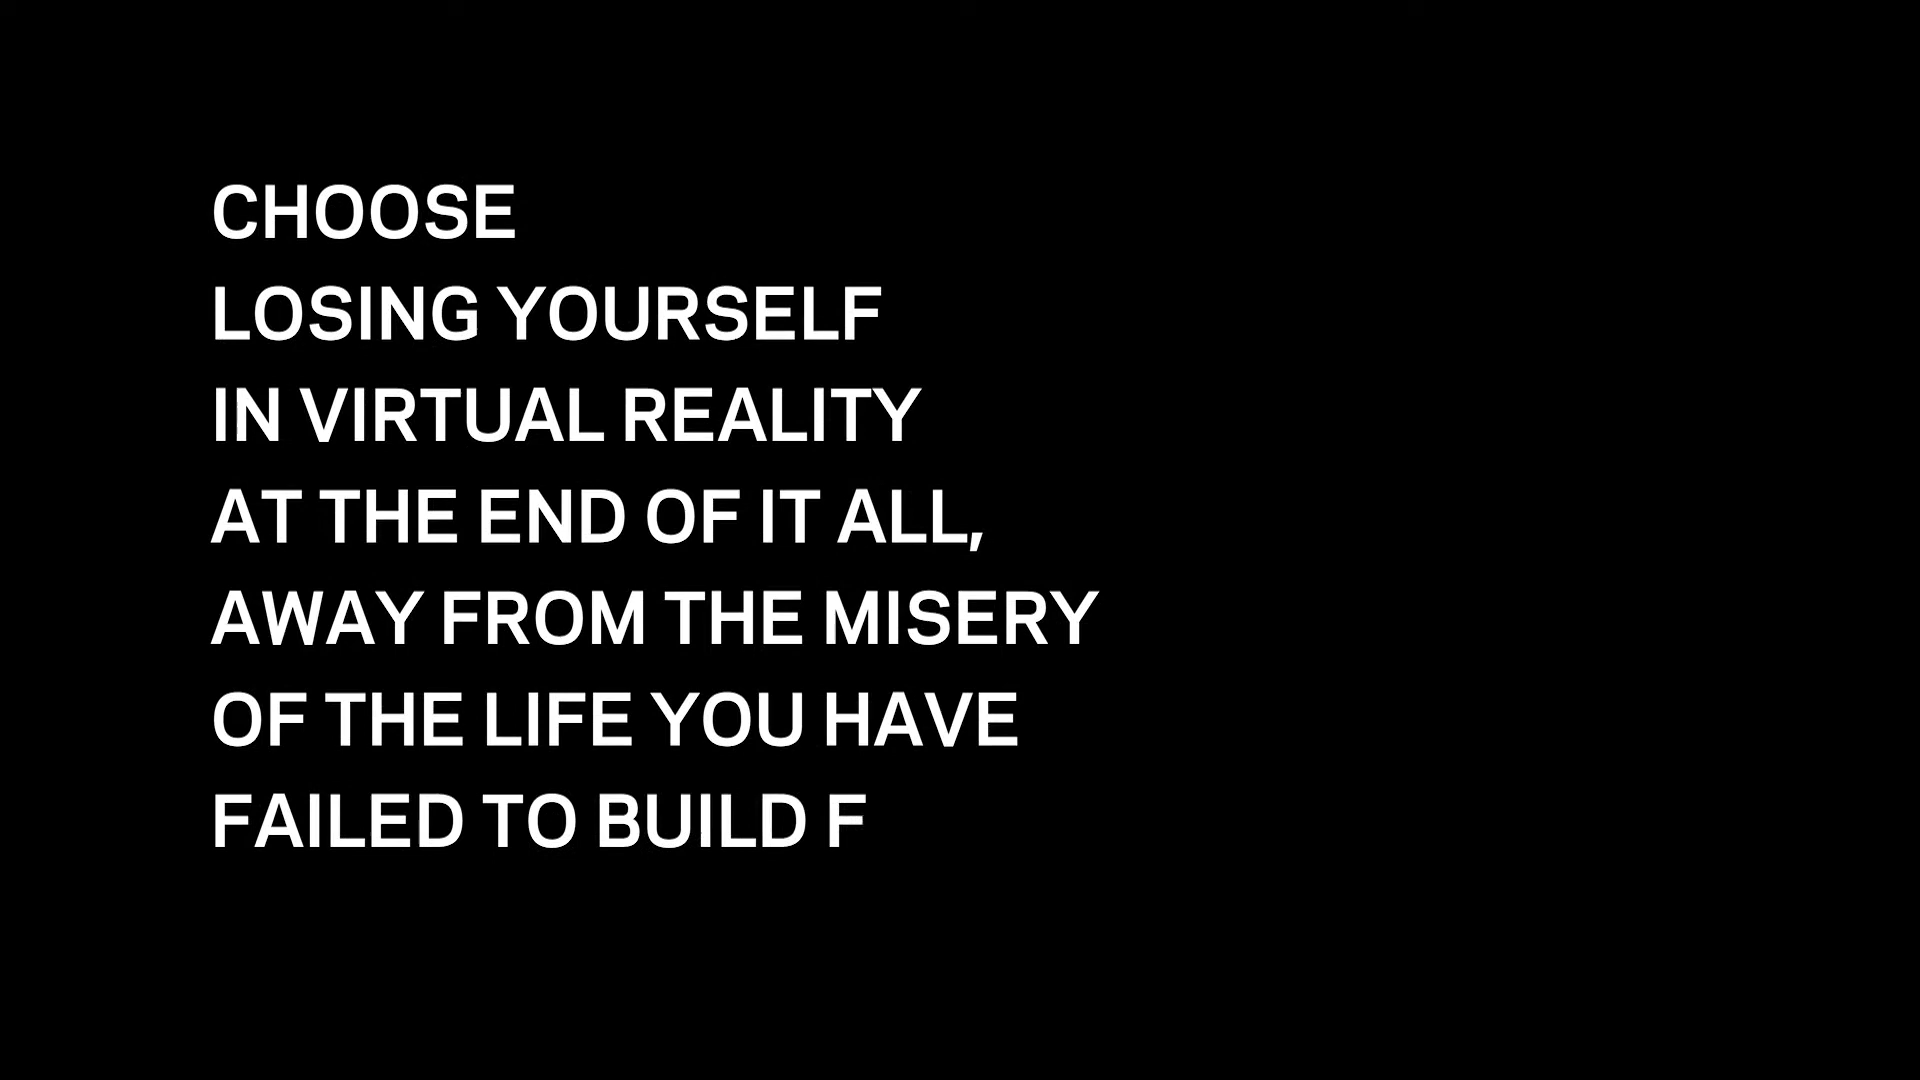 CHOOSE
LOSING YOURSELF
IN VIRTUAL REALITY
AT THE END OF IT ALL,
AWAY FROM THE MISERY
OF THE LIFE YOU HAVE
FAILED TO BUILD F